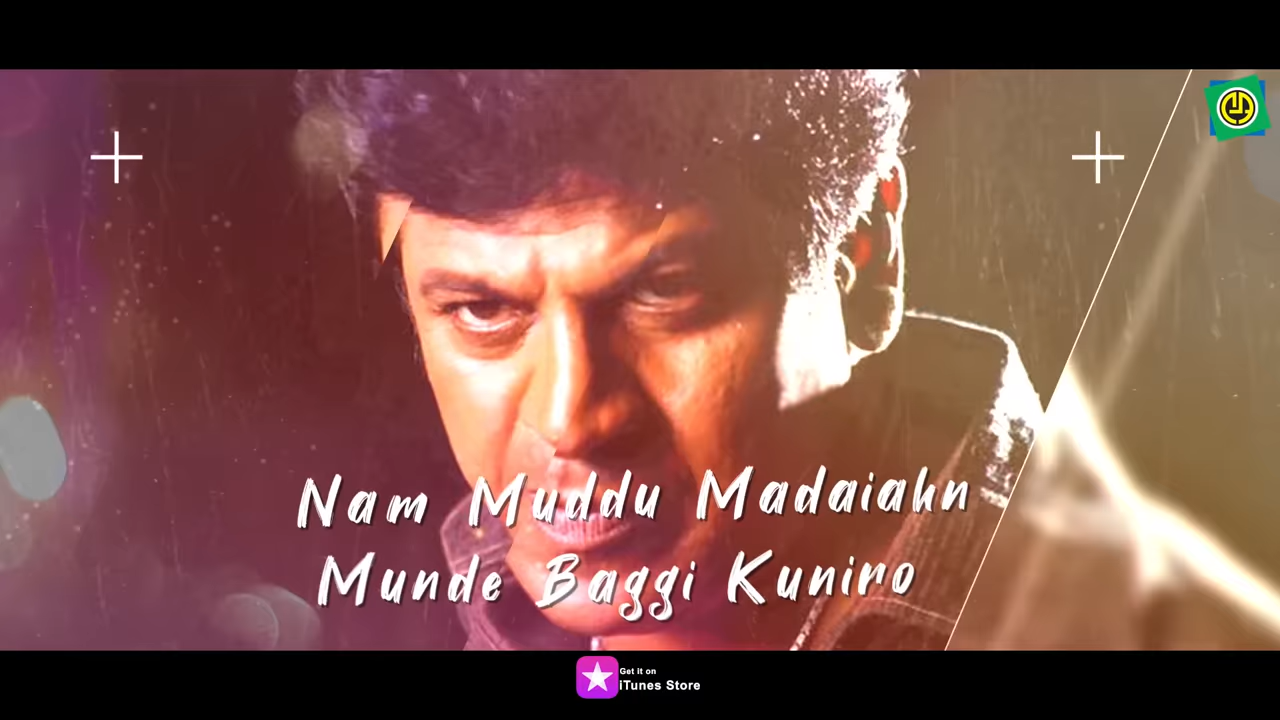 Nam Muddu Madaiahn
Munde Baggi Kuniro
Get it on
iTunes Store